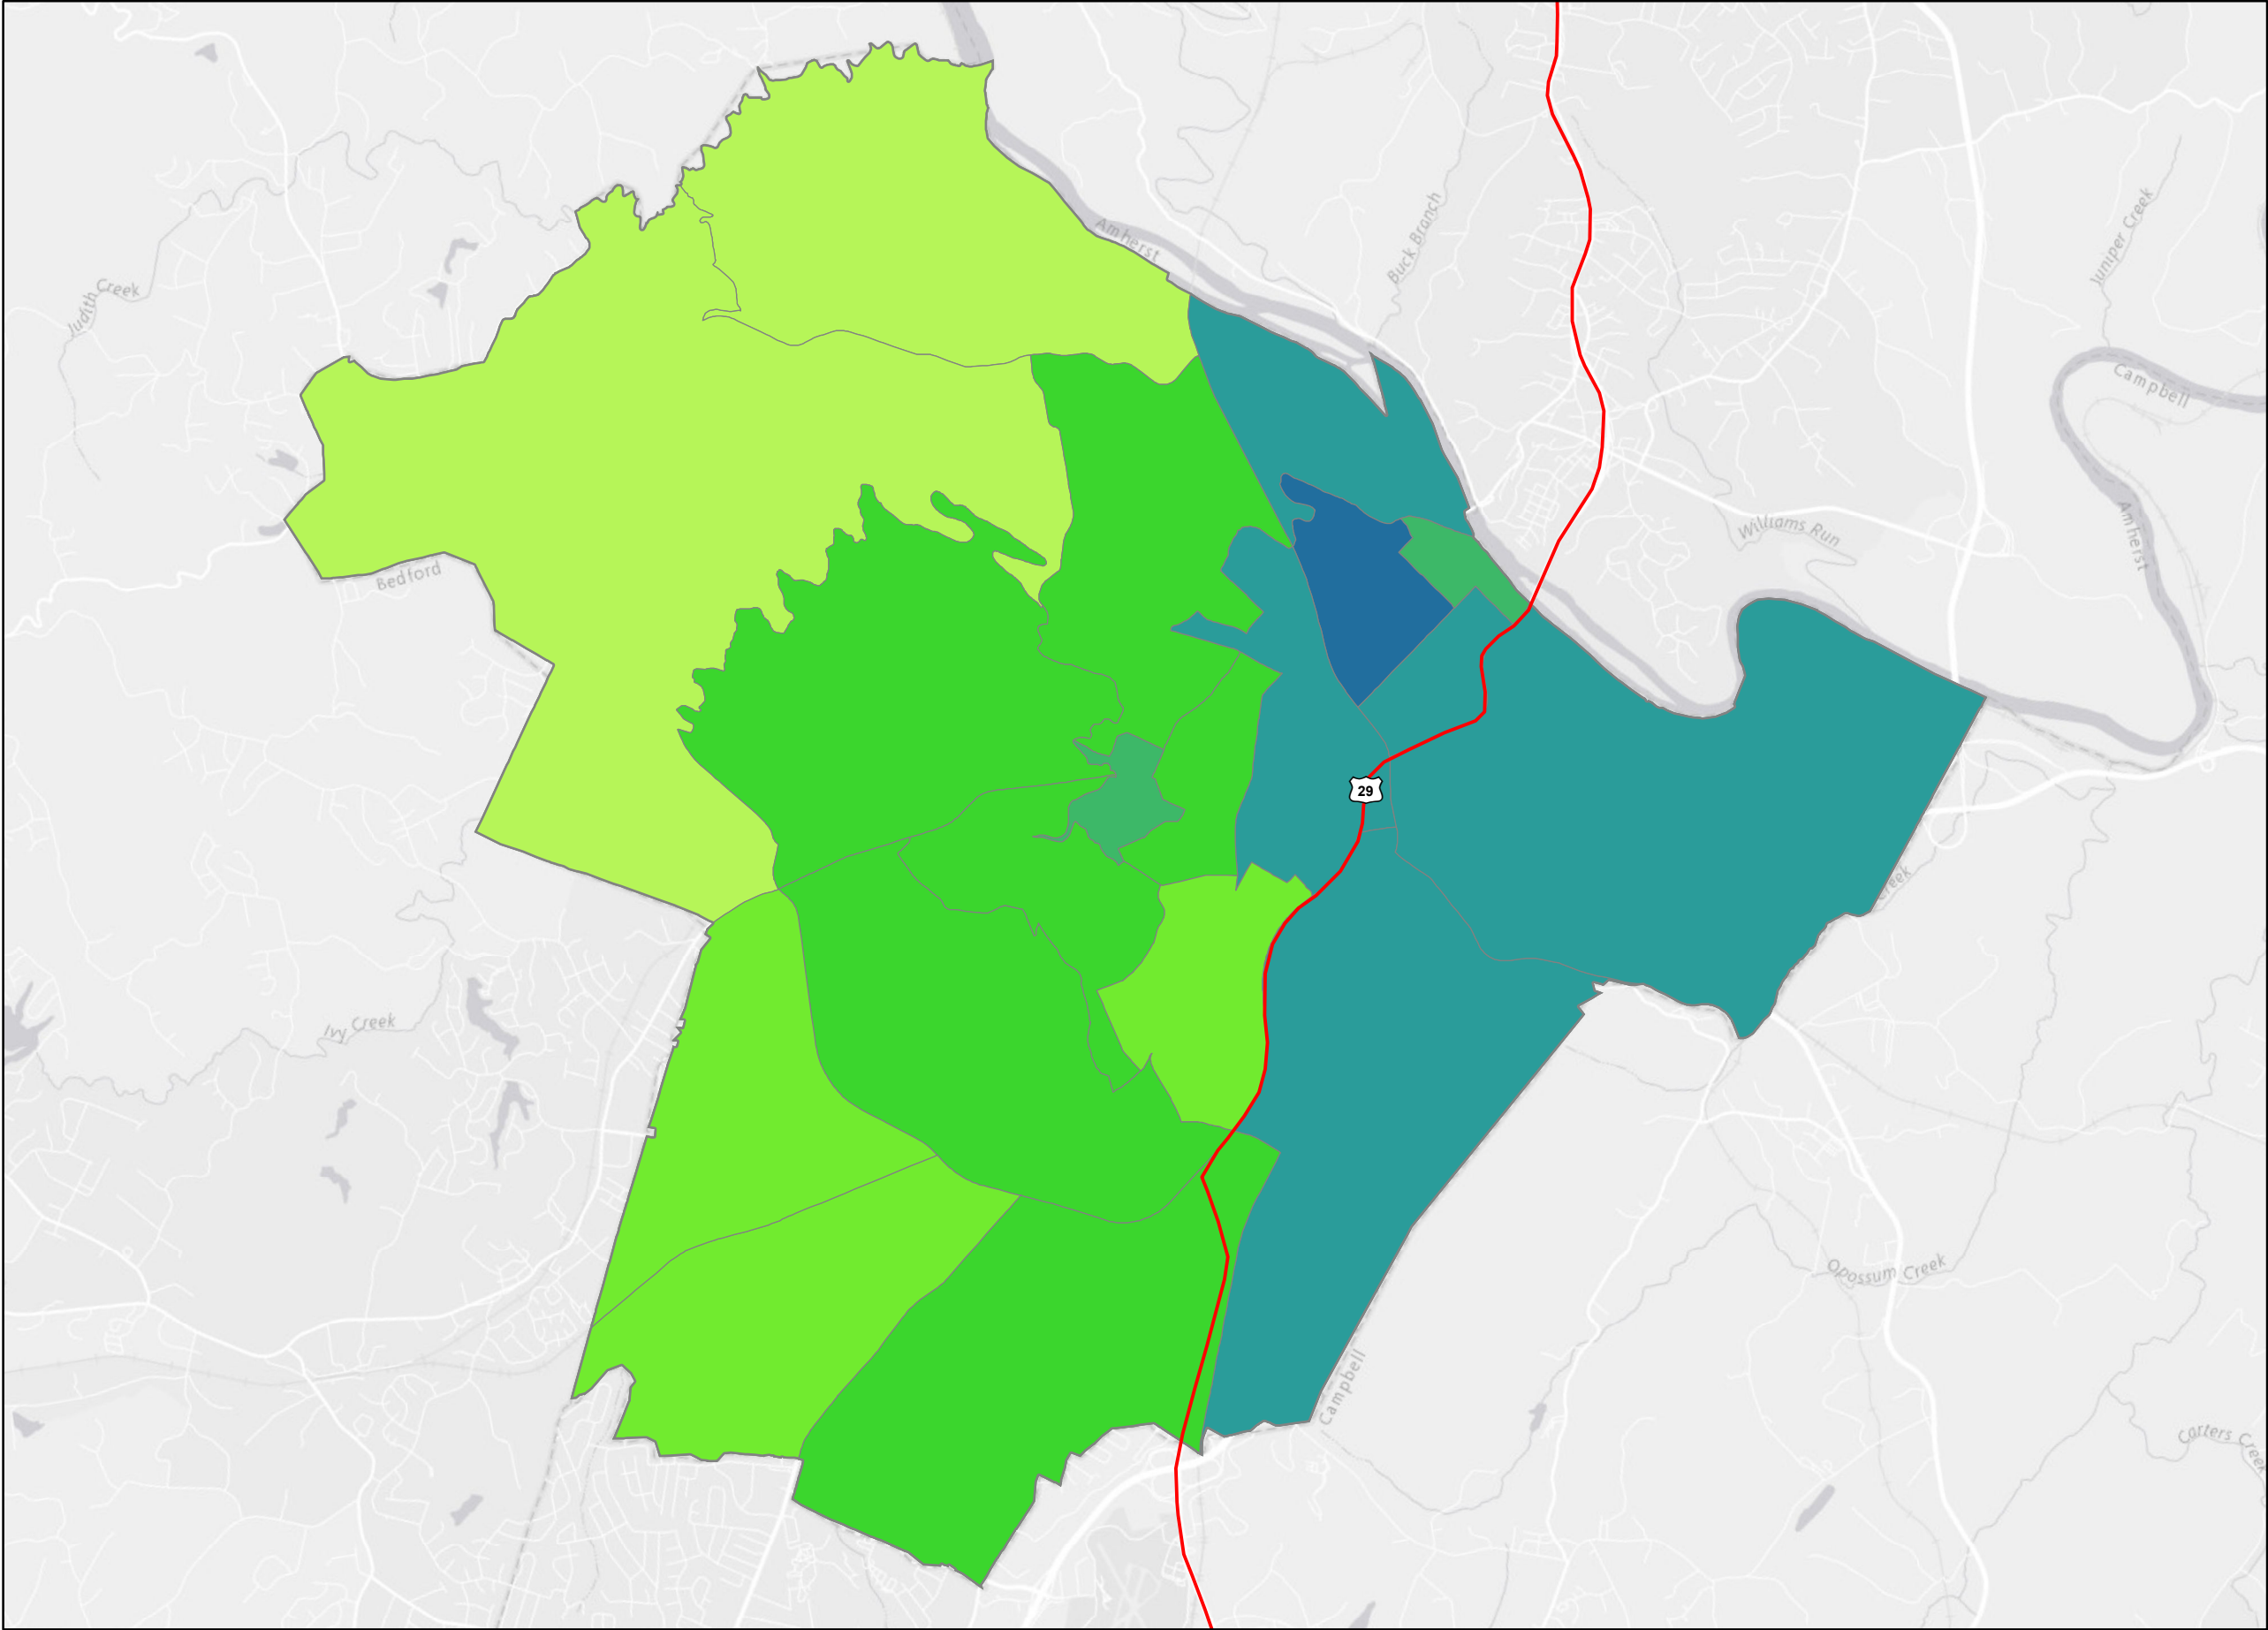 Amherst
Buck Branch
Juniper Creek
Judith Creek
Campbell
Amherst
Williams Run
Bedford
29
Creek
Ivy Creek
Opossum Creek
Campbell
Carters Creek